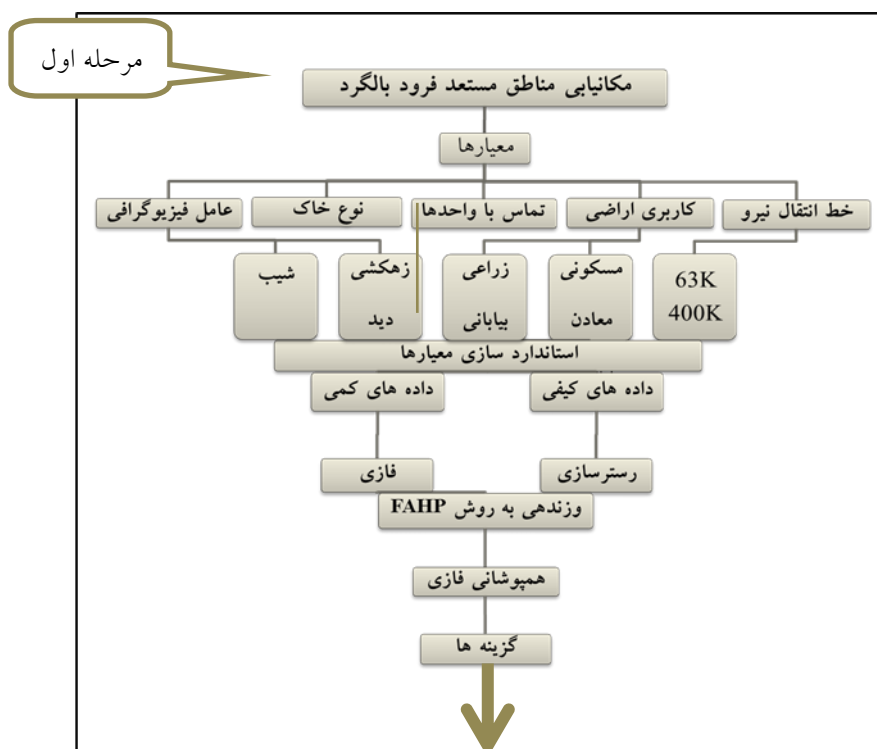 مرحله اول
مکانیابی مناطق مستعد فرود بالگرد
معیارها
خط انتقال نیرو
کاربری اراضی
تماس با واحدها
نوع خاک
عامل فیزیوگرافی
63K
400K
مسکونی
معادن
زراعی
بیابانی
زهکشی
دید
شیب
استاندارد سازی معیارها
داده های کیفی
داده های کمی
رسترسازی
فازی
وزندهی به روش FAHP
همپوشانی فازی
گزینه ها